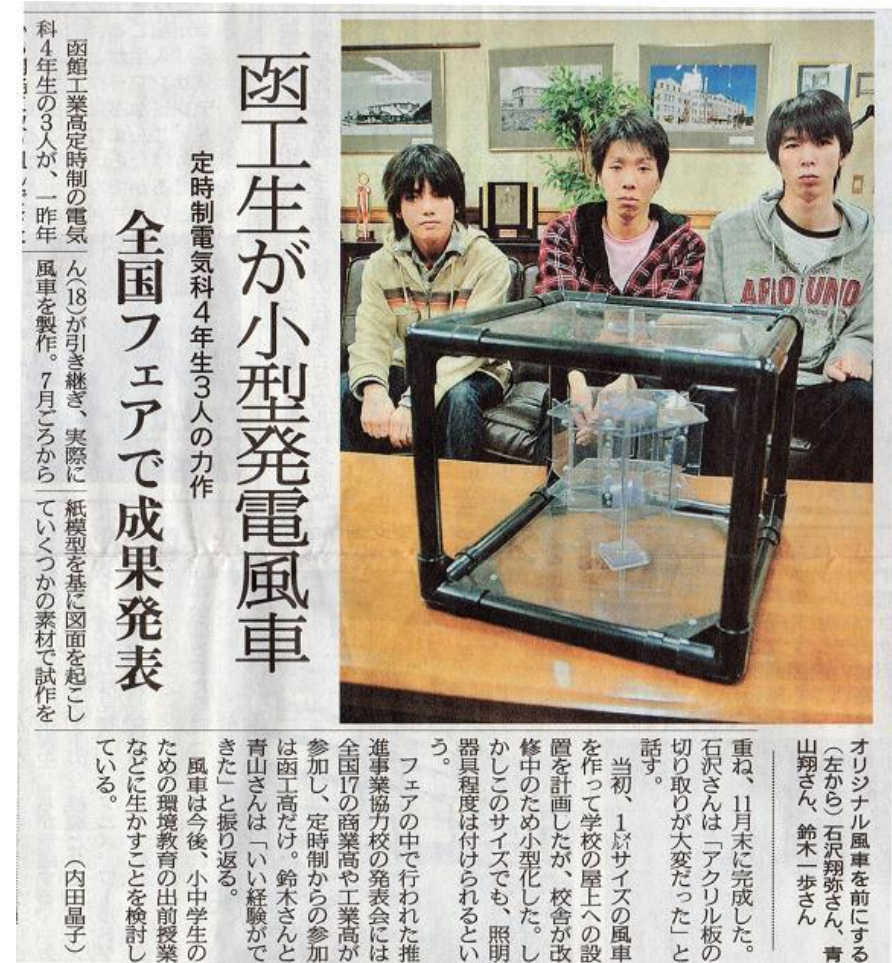 函工生が小型発電風車
定時制電気科4年生3人の力作
全国フェアで成果発表
函館工業高定時制の電気
科4年生の3人が、一昨年
ん(18)が引き継ぎ、実際に
風車を製作。7月ごろから
紙模型を基に図面を起こし
ていくつかの素材で試作を
オリジナル風車を前にする
(左から)石沢翔弥さん、青
山翔さん、鈴木一歩さん
重ね、11月末に完成した。
石沢さんは「アクリル板の
切り取りが大変だった」と
話す。
当初、1㍍サイズの風車
を作って学校の屋上への設
置を計画したが、校舎が改
修中のため小型化した。し
かしこのサイズでも、照明
器具程度は付けられるとい
う。
フェアの中で行われた推
進事業協力校の発表会には
全国17の商業高や工業高が
参加し、定時制からの参加
は函工高だけ。鈴木さんと
青山さんは「いい経験がで
きた」と振り返る。
風車は今後、小中学生の
ための環境教育の出前授業
などに生かすことを検討し
ている。
(内田晶子)